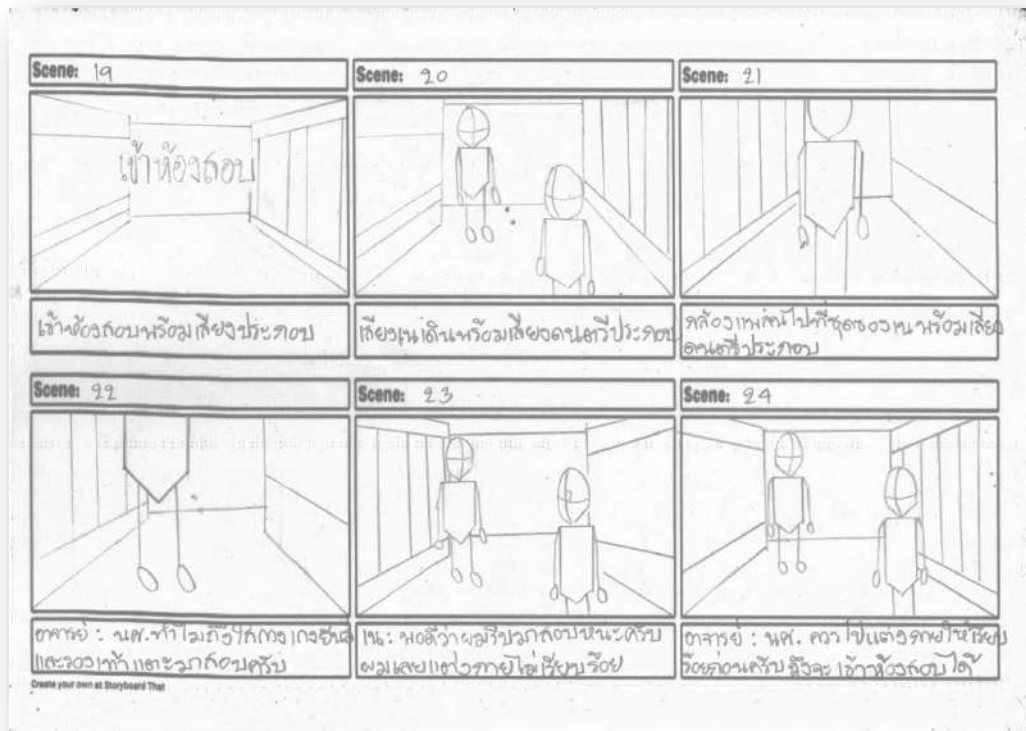 Scene: 19
Scene: 20
Scene: 21
เข้าห้องสอบ
เข้าห้องสอบพร้อมเสียงประกอบ
เสียงเนเดินพร้อมเสียงดนตรีประกอบ
กล้องแพลนไปที่ชุดของเนพร้อมเสียง
ดนตรีประกอบ
Scene: 22
Scene: 23
Scene: 24
อาจารย์ : นศ.ทำไมถึงใส่กางเกงยีนส์
และรองเท้าแตะมาสอบครับ
เน: พอดีว่าผมรีบมาสอบหนะครับ
ผมเลยแต่งกายไม่เรียบร้อย
อาจารย์ : นศ. ควรไปแต่งกายให้เรียบ
ร้อยก่อนครับ ถึงจะเข้าห้องสอบได้
Create your own at Storyboard That